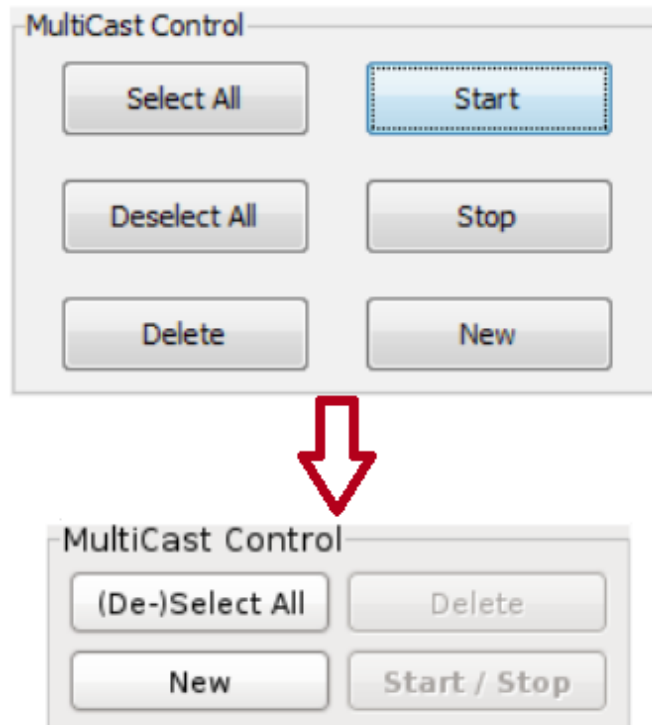 MultiCast Control
Select All Start
Deselect All Stop
Delete New
MultiCast Control
(De-)Select All Delete
New Start / Stop